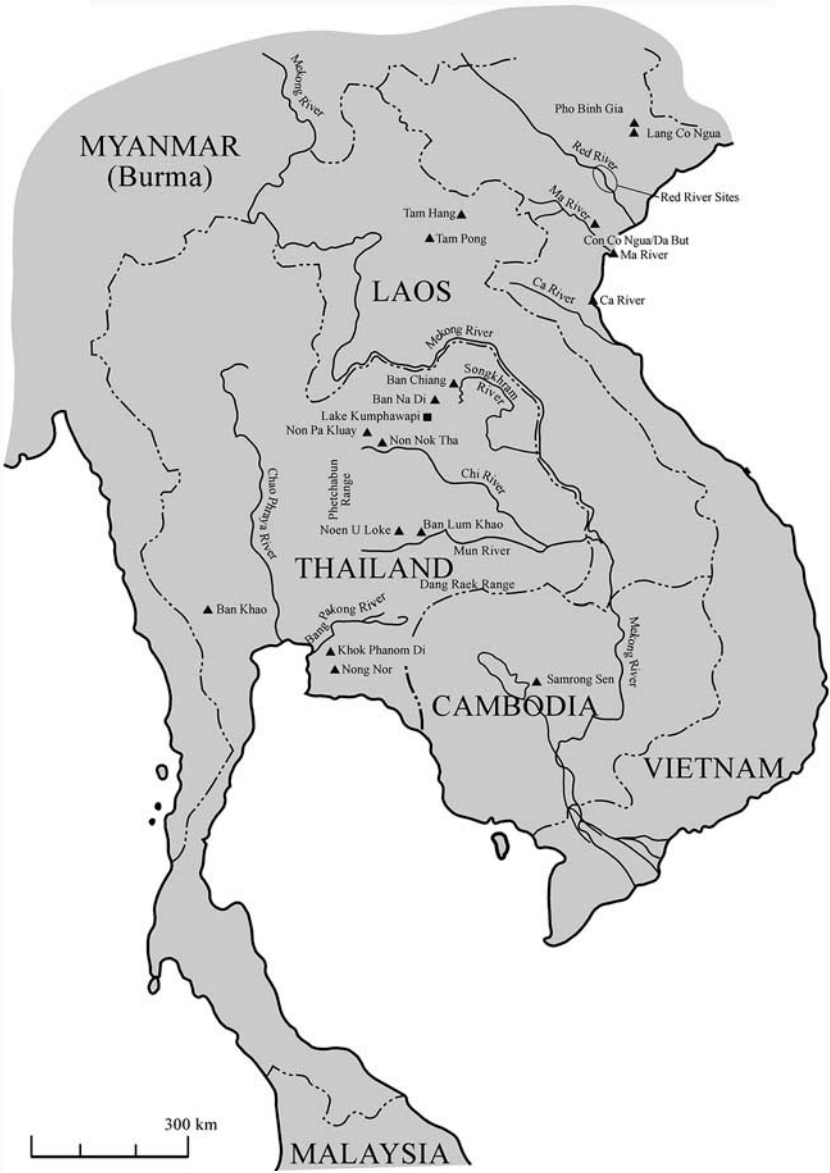 Mekong River
Pho Binh Gia
Lang Co Ngua
MYANMAR
(Burma)
Red River
Red River Sites
Ma River
Tam Hang
Tam Pong
Con Co Ngua/Da But
Ma River
LAOS
Ca River
Ca River
Mekong River
Ban Chiang
Songkhram
River
Ban Na Di
Lake Kumphawapi
Non Pa Kluay
Non Nok Tha
Chao Phraya River
Phetchabun
Range
Chi River
Noen U Loke
Ban Lum Khao
Mun River
THAILAND
Dang Raek Range
Ban Khao
Bang Pakong River
Mekong River
Khok Phanom Di
Nong Nor
Samrong Sen
CAMBODIA
VIETNAM
300 km
MALAYSIA